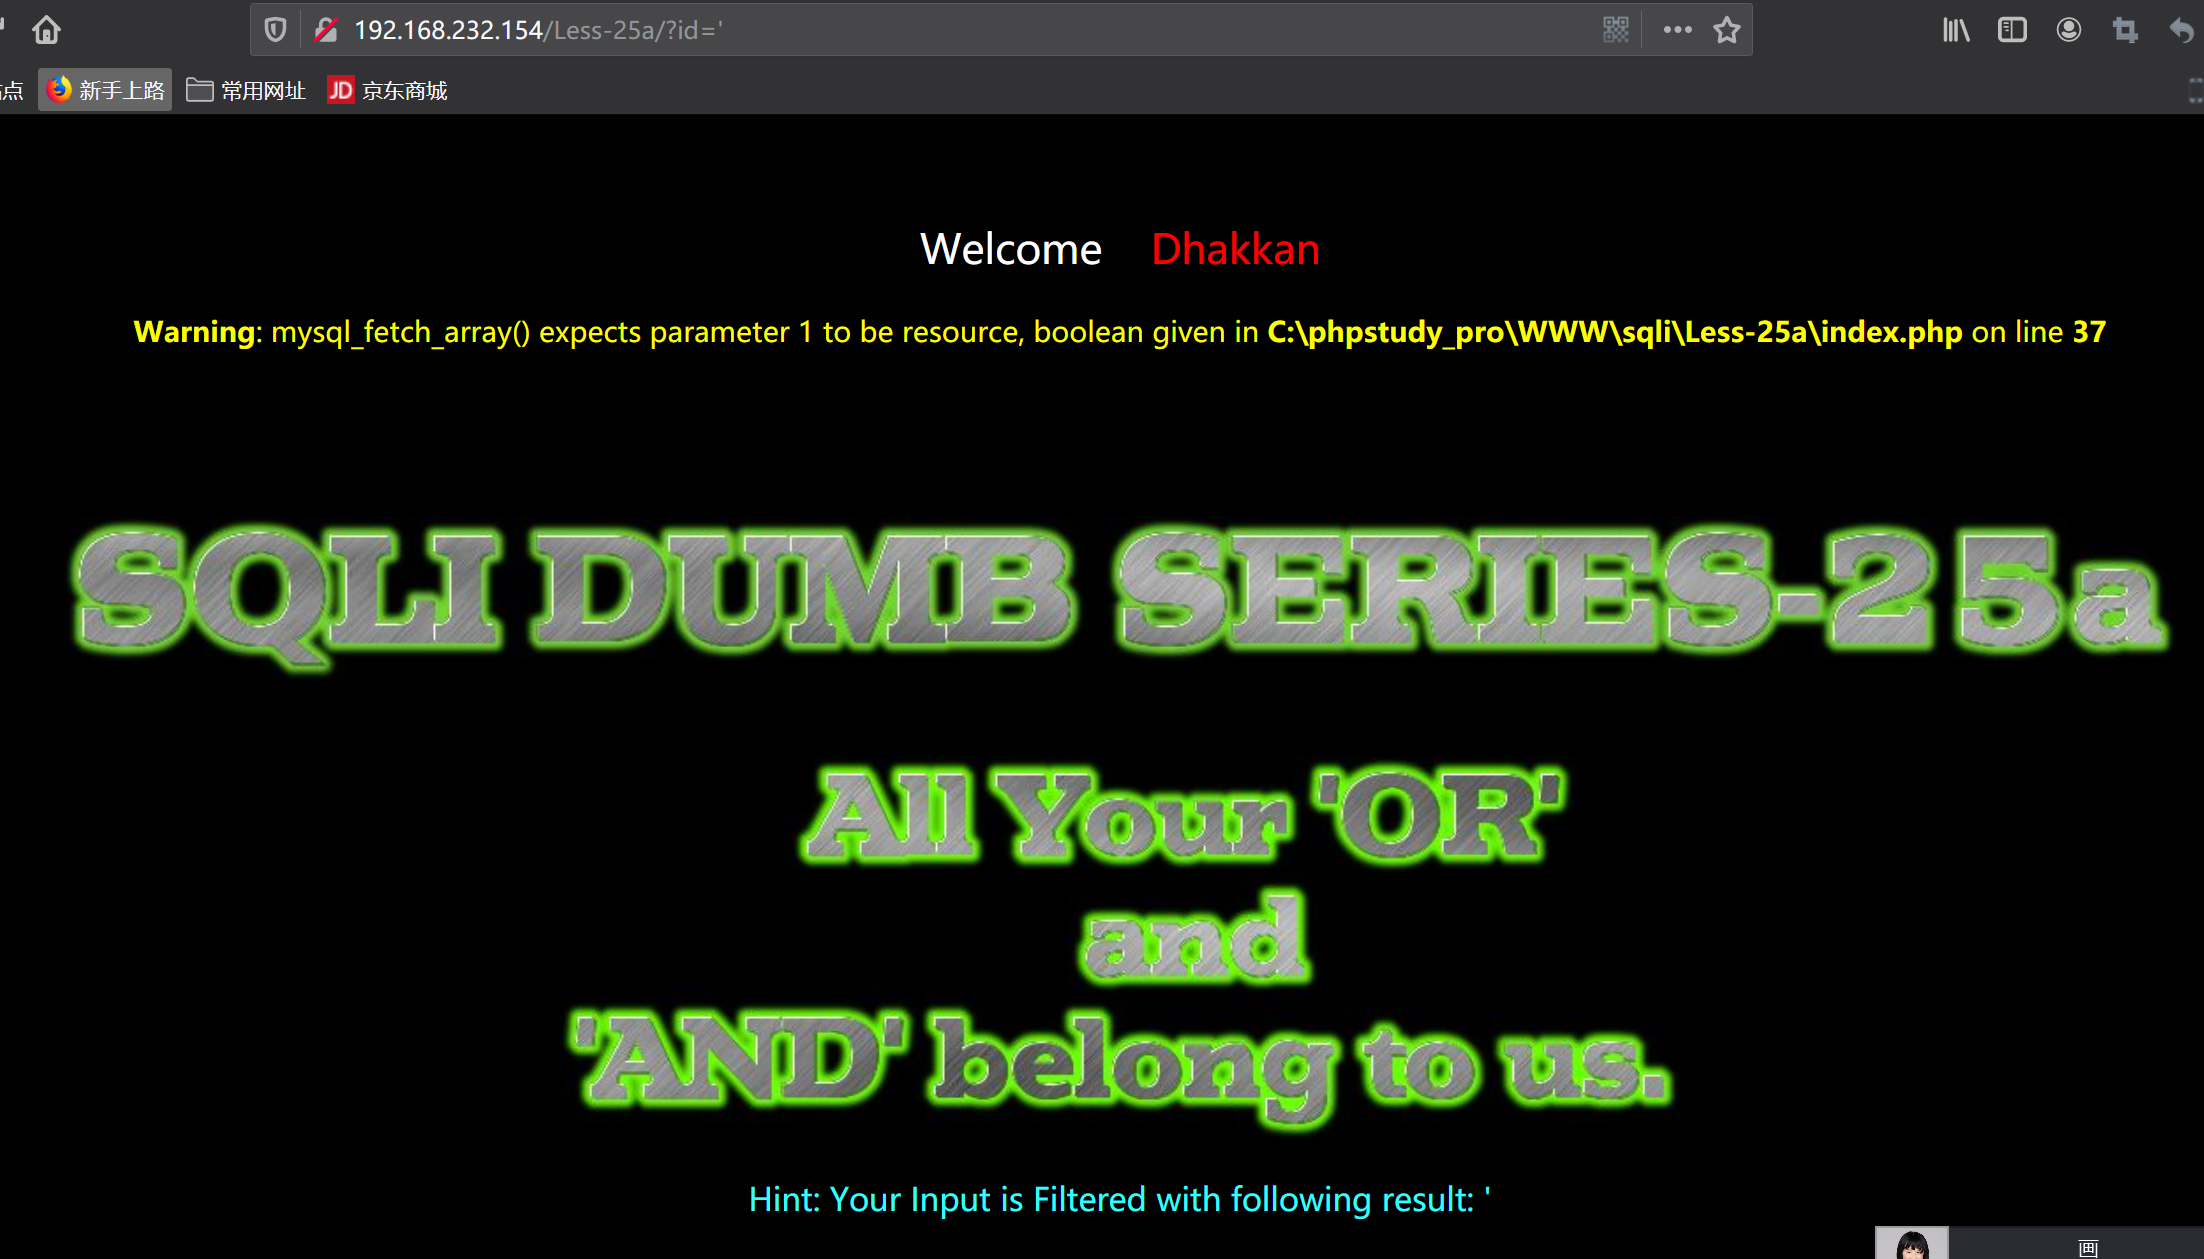 192.168.232.154/Less-25a/?id='
点
新手上路
常用网址
JD 京东商城
Welcome Dhakkan
Warning: mysql_fetch_array() expects parameter 1 to be resource, boolean given in C:\phpstudy_pro\WWW\sqli\Less-25a\index.php on line 37
SQLI DUMB SERIES-25a
All Your 'OR'
and
'AND' belong to us.
Hint: Your Input is Filtered with following result: '
画